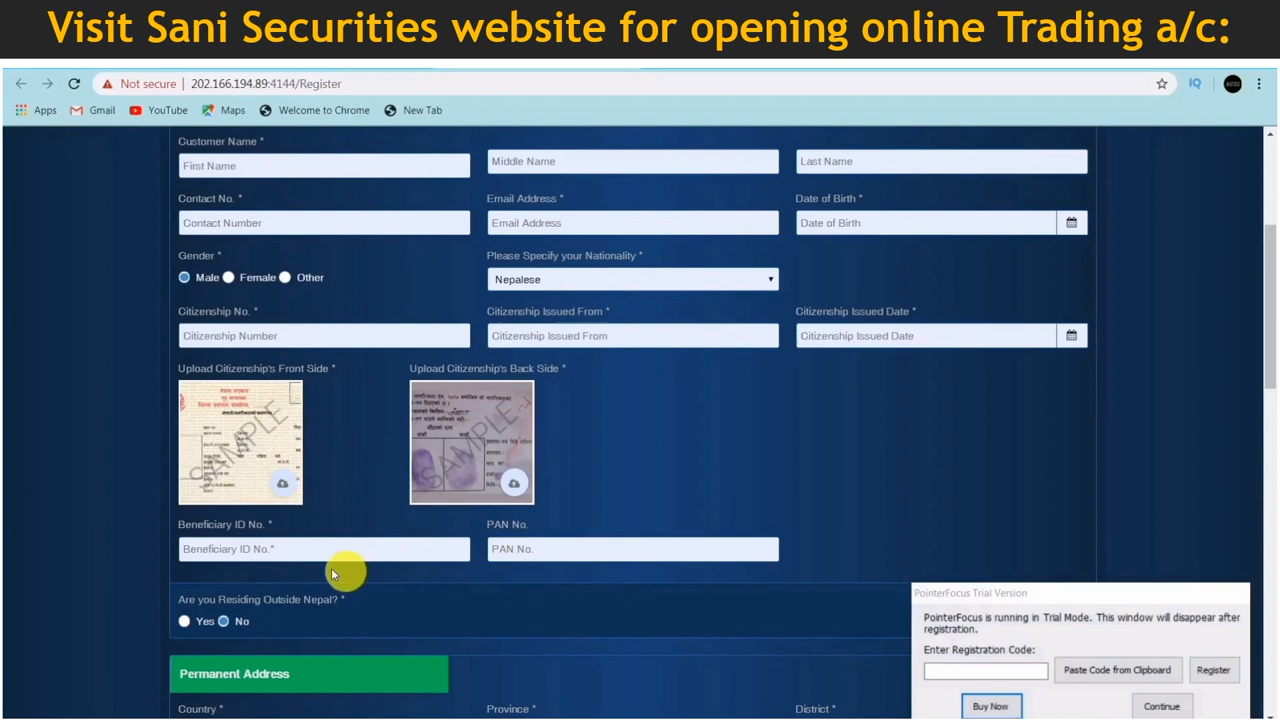 Visit Sani Securities website for opening online Trading a/c:
Not secure | 202.166.194.89:4144/Register
Apps Gmail YouTube Maps Welcome to Chrome New Tab
Customer Name *
First Name Middle Name Last Name
Contact No. * Email Address * Date of Birth *
Contact Number Email Address Date of Birth
Gender * Please Specify your Nationality *
Male Female Other Nepalese
Citizenship No. * Citizenship Issued From * Citizenship Issued Date *
Citizenship Number Citizenship Issued From Citizenship Issued Date
Upload Citizenship's Front Side * Upload Citizenship's Back Side *
SAMPLE SAMPLE
Beneficiary ID No. * PAN No.
Beneficiary ID No.* PAN No.
Are you Residing Outside Nepal? *
Yes No
PointerFocus Trial Version
PointerFocus is running in Trial Mode. This window will disappear after
registration.
Enter Registration Code:
Paste Code from Clipboard Register
Buy Now Continue
Permanent Address
Country * Province * District *